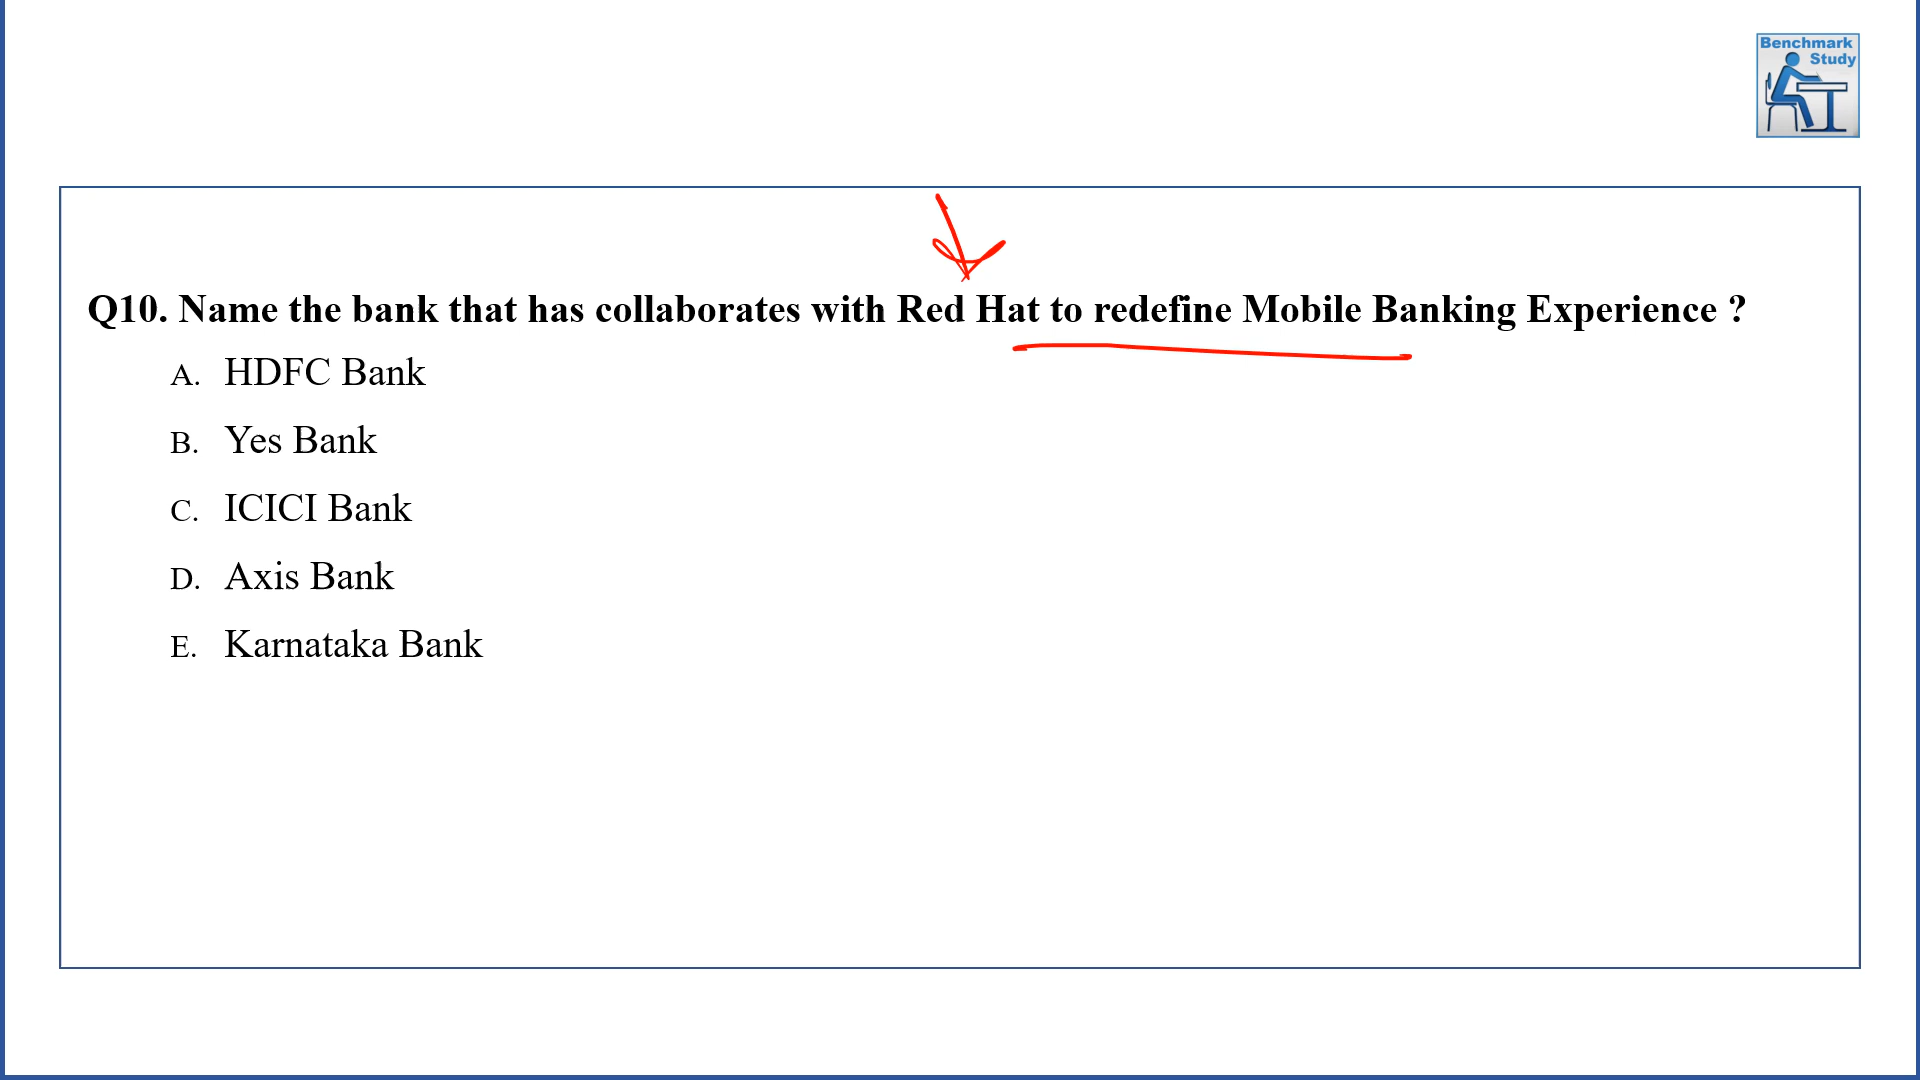 Benchmark
Study
Q10. Name the bank that has collaborates with Red Hat to redefine Mobile Banking Experience ?
A. HDFC Bank
B. Yes Bank
C. ICICI Bank
D. Axis Bank
E. Karnataka Bank